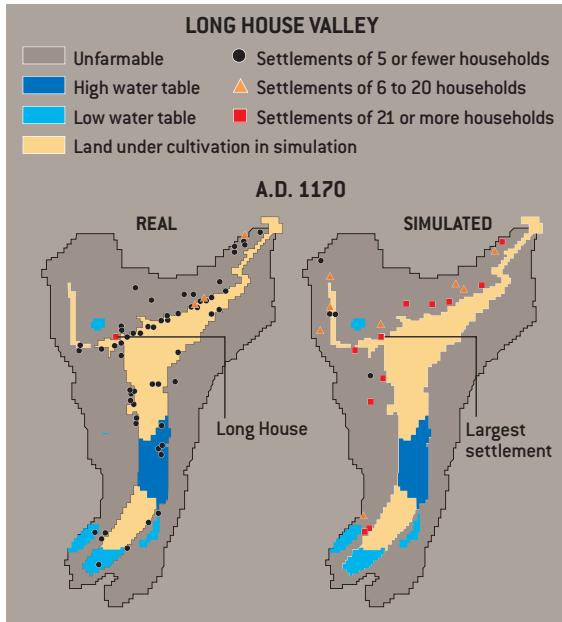 LONG HOUSE VALLEY
Unfarmable
High water table
Low water table
Land under cultivation in simulation
Settlements of 5 or fewer households
Settlements of 6 to 20 households
Settlements of 21 or more households
A.D. 1170
REAL
SIMULATED
Long House
Largest
settlement